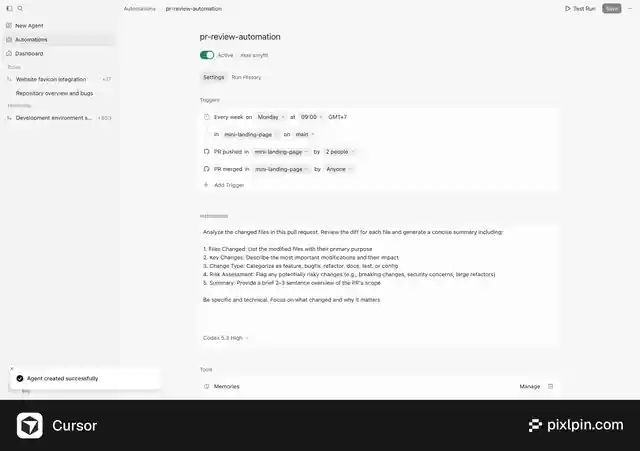 Automations pr-review-automation
Test Run Save
New Agent
Automations
Dashboard
Website favicon integration
Repository overview and bugs
Development environment s...
pr-review-automation
Active
Settings Run History
Triggers
Every week on Monday at 09:00 GMT+7
in mini-landing-page on main
PR pushed in mini-landing-page by 2 people
PR merged in mini-landing-page by Anyone
Add Trigger
Instructions
Analyze the changed files in this pull request. Review the diff for each file and generate a concise summary including:
1. Files Changed: List the modified files with their primary purpose
2. Key Changes: Describe the most important modifications and their impact
3. Change Type: Categorize as feature, bugfix, refactor, docs, test, or config
4. Risk Assessment: Flag any potentially risky changes (e.g., breaking changes, security concerns, large refactors)
5. Summary: Provide a brief 2-3 sentence overview of the PR's scope
Be specific and technical. Focus on what changed and why it matters
Codex 5.3 High
Agent created successfully
Tools
Memories Manage
Cursor
pixlpin.com